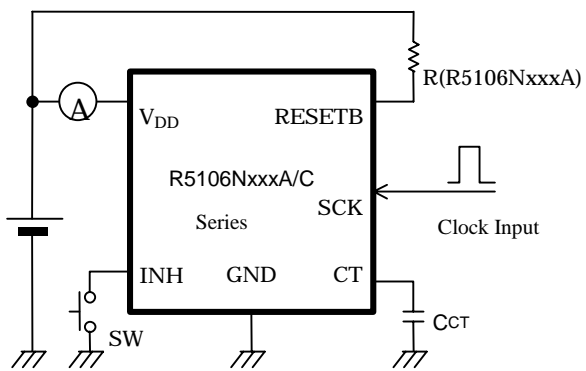 R(R5106NxxxA)
A
VDD
RESETB
R5106NxxxA/C
SCK
Series
Clock Input
INH
GND
CT
SW
CCT